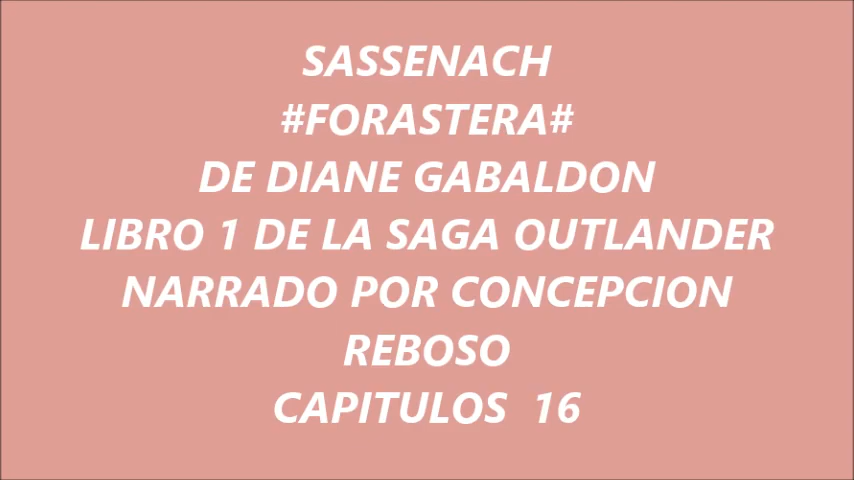 SASSENACH
#FORASTERA#
DE DIANE GABALDON
LIBRO 1 DE LA SAGA OUTLANDER
NARRADO POR CONCEPCION
REBOSO
CAPITULOS  16